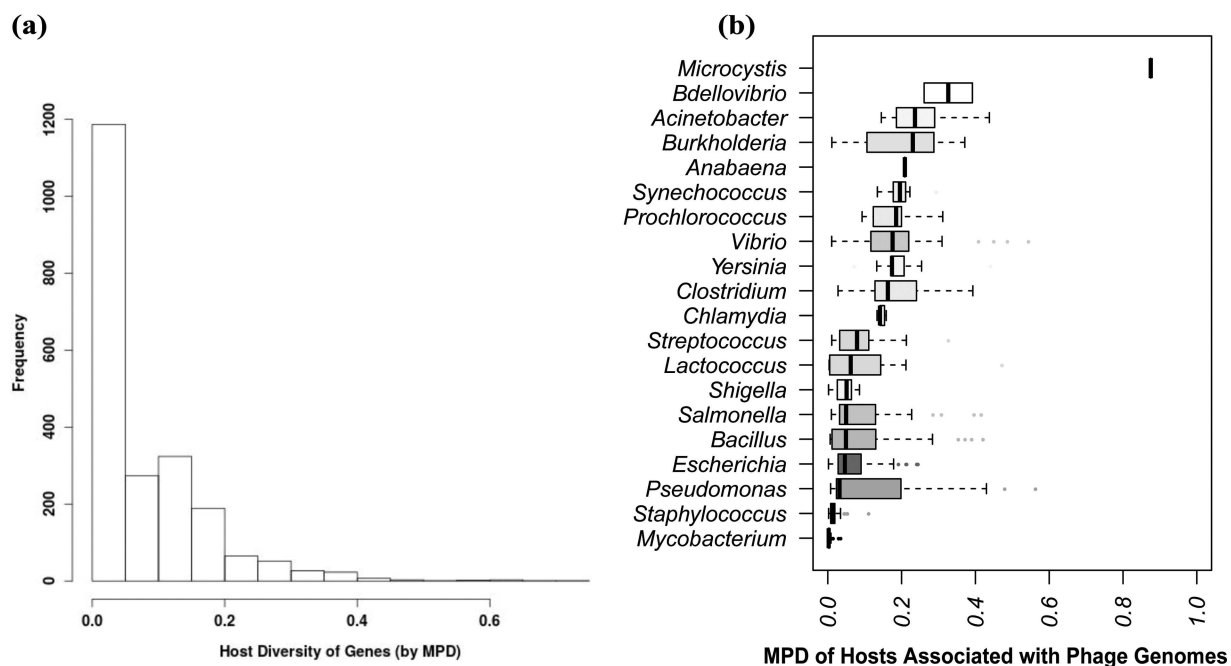 (a)
1200
1000
800
600
400
200
0
Frequency
0.0 0.2 0.4 0.6
Host Diversity of Genes (by MPD)
(b)
Microcystis
Bdellovibrio
Acinetobacter
Burkholderia
Anabaena
Synechococcus
Prochlorococcus
Vibrio
Yersinia
Clostridium
Chlamydia
Streptococcus
Lactococcus
Shigella
Salmonella
Bacillus
Escherichia
Pseudomonas
Staphylococcus
Mycobacterium
0.0 0.2 0.4 0.6 0.8 1.0
MPD of Hosts Associated with Phage Genomes